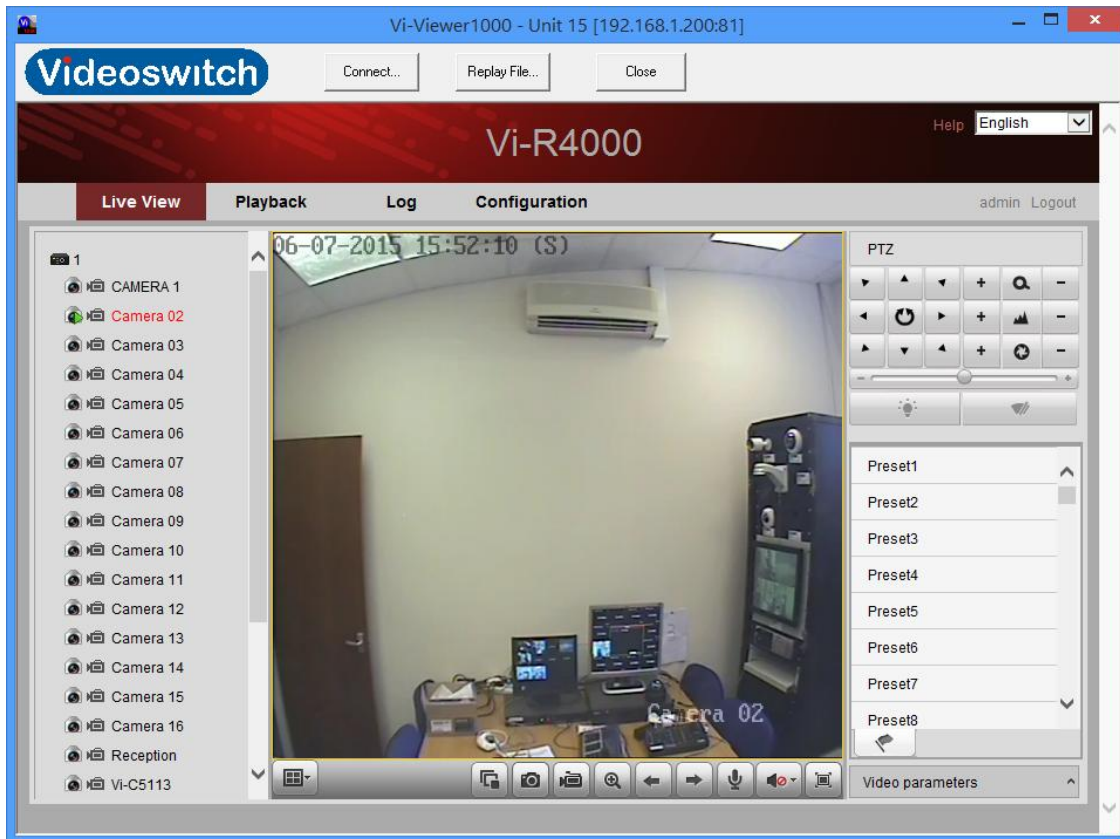 Vi-Viewer1000 - Unit 15 [192.168.1.200:81]
Videoswitch
Connect...
Replay File...
Close
Vi-R4000
Help
English
Live View
Playback
Log
Configuration
admin Logout
1
CAMERA 1
Camera 02
Camera 03
Camera 04
Camera 05
Camera 06
Camera 07
Camera 08
Camera 09
Camera 10
Camera 11
Camera 12
Camera 13
Camera 14
Camera 15
Camera 16
Reception
Vi-C5113
06-07-2015 15:52:10 (S)
Camera 02
PTZ
Preset1
Preset2
Preset3
Preset4
Preset5
Preset6
Preset7
Preset8
Video parameters